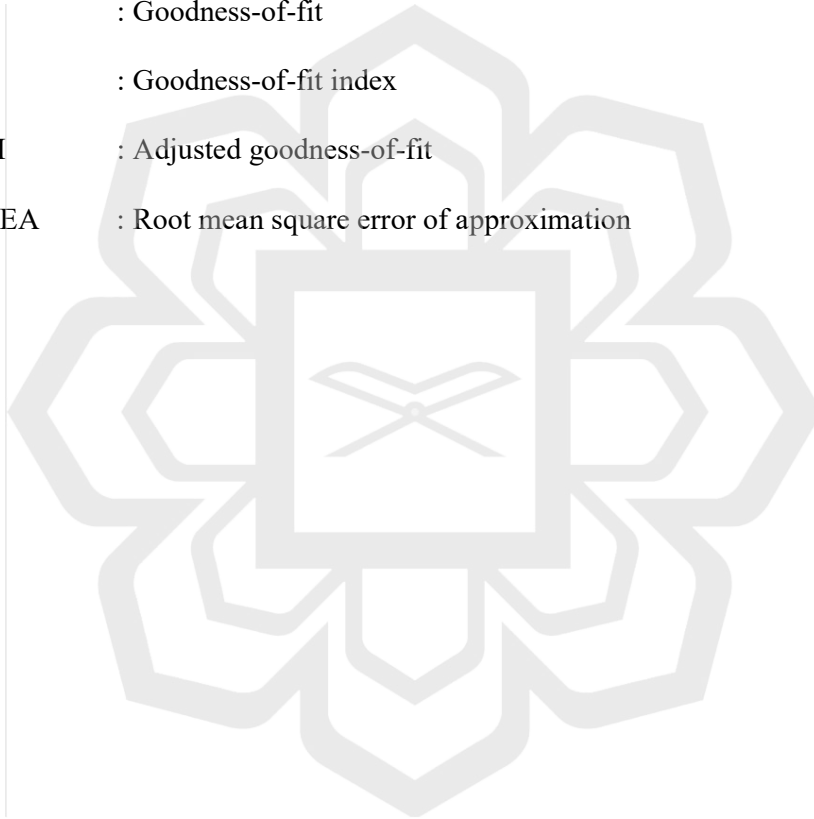 : Goodness-of-fit
: Goodness-of-fit index
I : Adjusted goodness-of-fit
EA : Root mean square error of approximation